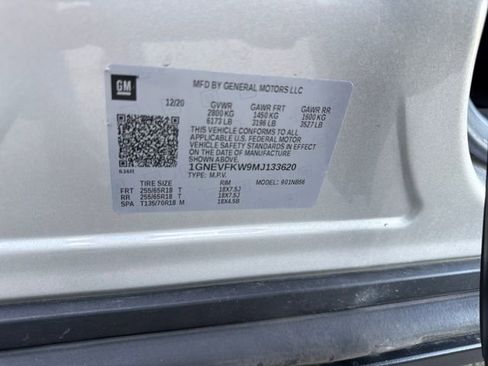 GM
MFD BY GENERAL MOTORS LLC
12/20 GVWR GAWR FRT GAWR RR
2800 KG 1450 KG 1600 KG
6173 LB 3196 LB 3527 LB
THIS VEHICLE CONFORMS TO ALL
APPLICABLE U.S. FEDERAL MOTOR
VEHICLE SAFETY STANDARDS IN EFFECT
ON THE DATE OF MANUFACTURE
SHOWN ABOVE.
1GNEVFKW9MJ133620
TYPE: M.P.V. MODEL: 901NB56
TIRE SIZE RIM
FRT 255/65R18 T 18X7.5J
RR 255/65R18 T 18X7.5J
SPA T135/70R18 M 18X4.5B